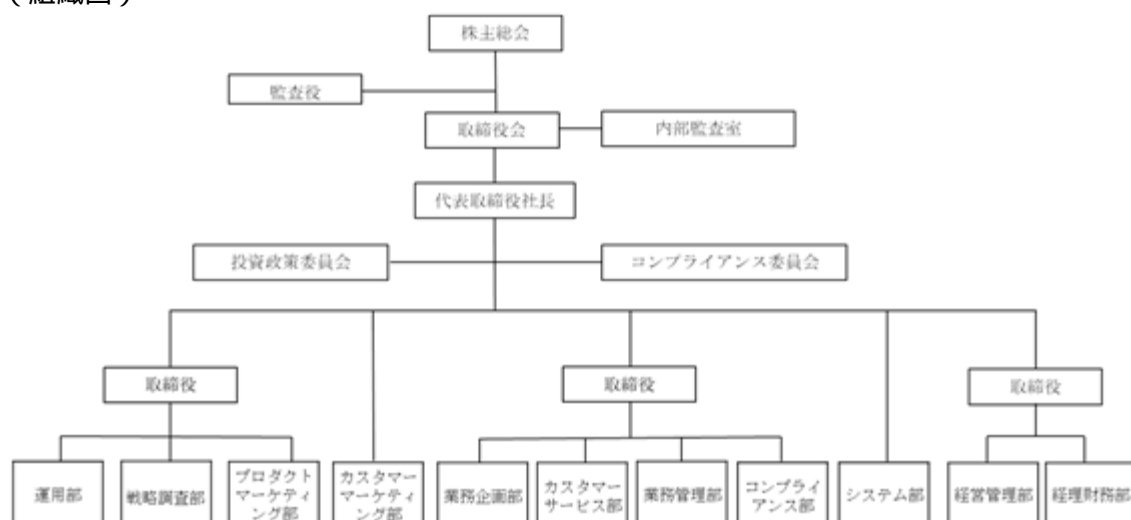 （組織図）
株主総会
監査役
取締役会
内部監査室
代表取締役社長
投資政策委員会
コンプライアンス委員会
取締役
取締役
取締役
運用部
戦略調査部
プロダクト
マーケティ
ング部
カスタマー
マーケティ
ング部
業務企画部
カスタマー
サービス部
業務管理部
コンプライ
アンス部
システム部
経営管理部
経理財務部